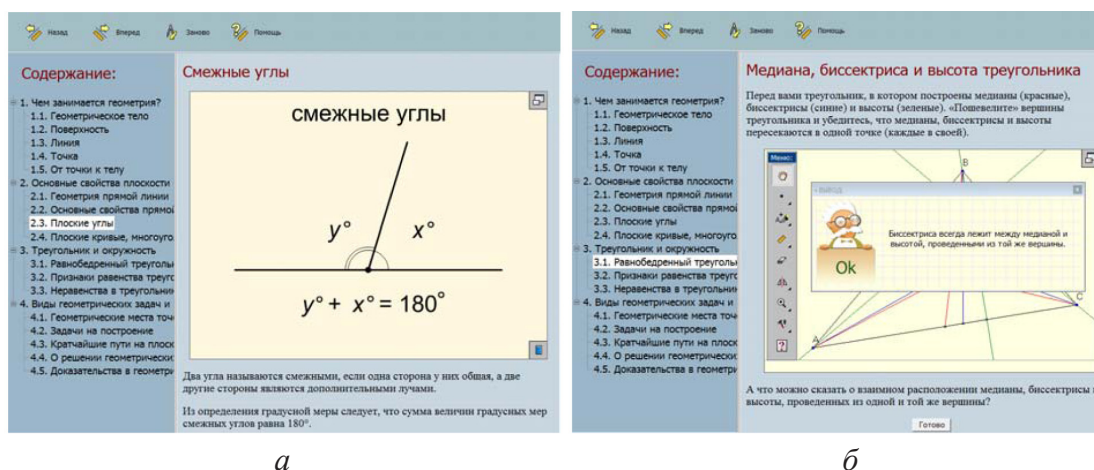 Назад Вперед Заново Помощь
Содержание:
1. Чем занимается геометрия?
1.1. Геометрическое тело
1.2. Поверхность
1.3. Линия
1.4. Точка
1.5. От точки к телу
2. Основные свойства плоскости
2.1. Геометрия прямой линии
2.2. Основные свойства прямой
2.3. Плоские углы
2.4. Плоские кривые, многоуго
3. Треугольник и окружность
3.1. Равнобедренный треуголь
3.2. Признаки равенства треуго
3.3. Неравенства в треугольни
4. Виды геометрических задач и
4.1. Геометрические места точ
4.2. Задачи на построение
4.3. Кратчайшие пути на плоск
4.4. О решении геометрически
4.5. Доказательства в геометри
Смежные углы
смежные углы
y° x°
y° + x° = 180°
Два угла называются смежными, если одна сторона у них общая, а две
другие стороны являются дополнительными лучами.
Из определения градусной меры следует, что сумма величин градусных мер
смежных углов равна 180°.
а
Назад Вперед Заново Помощь
Содержание:
1. Чем занимается геометрия?
1.1. Геометрическое тело
1.2. Поверхность
1.3. Линия
1.4. Точка
1.5. От точки к телу
2. Основные свойства плоскости
2.1. Геометрия прямой линии
2.2. Основные свойства прямой
2.3. Плоские углы
2.4. Плоские кривые, многоуго
3. Треугольник и окружность
3.1. Равнобедренный треуголь
3.2. Признаки равенства треуго
3.3. Неравенства в треугольни
4. Виды геометрических задач и
4.1. Геометрические места точ
4.2. Задачи на построение
4.3. Кратчайшие пути на плоск
4.4. О решении геометрически
4.5. Доказательства в геометри
Медиана, биссектриса и высота треугольника
Перед вами треугольник, в котором построены медианы (красные),
биссектрисы (синие) и высоты (зеленые). «Пошевелите» вершины
треугольника и убедитесь, что медианы, биссектрисы и высоты
пересекаются в одной точке (каждые в своей).
Меню:
B
ВЫВОД
Биссектриса всегда лежит между медианой и
высотой, проведенными из той же вершины.
Ok
C
A
А что можно сказать о взаимном расположении медианы, биссектрисы и
высоты, проведенных из одной и той же вершины?
Готово
б